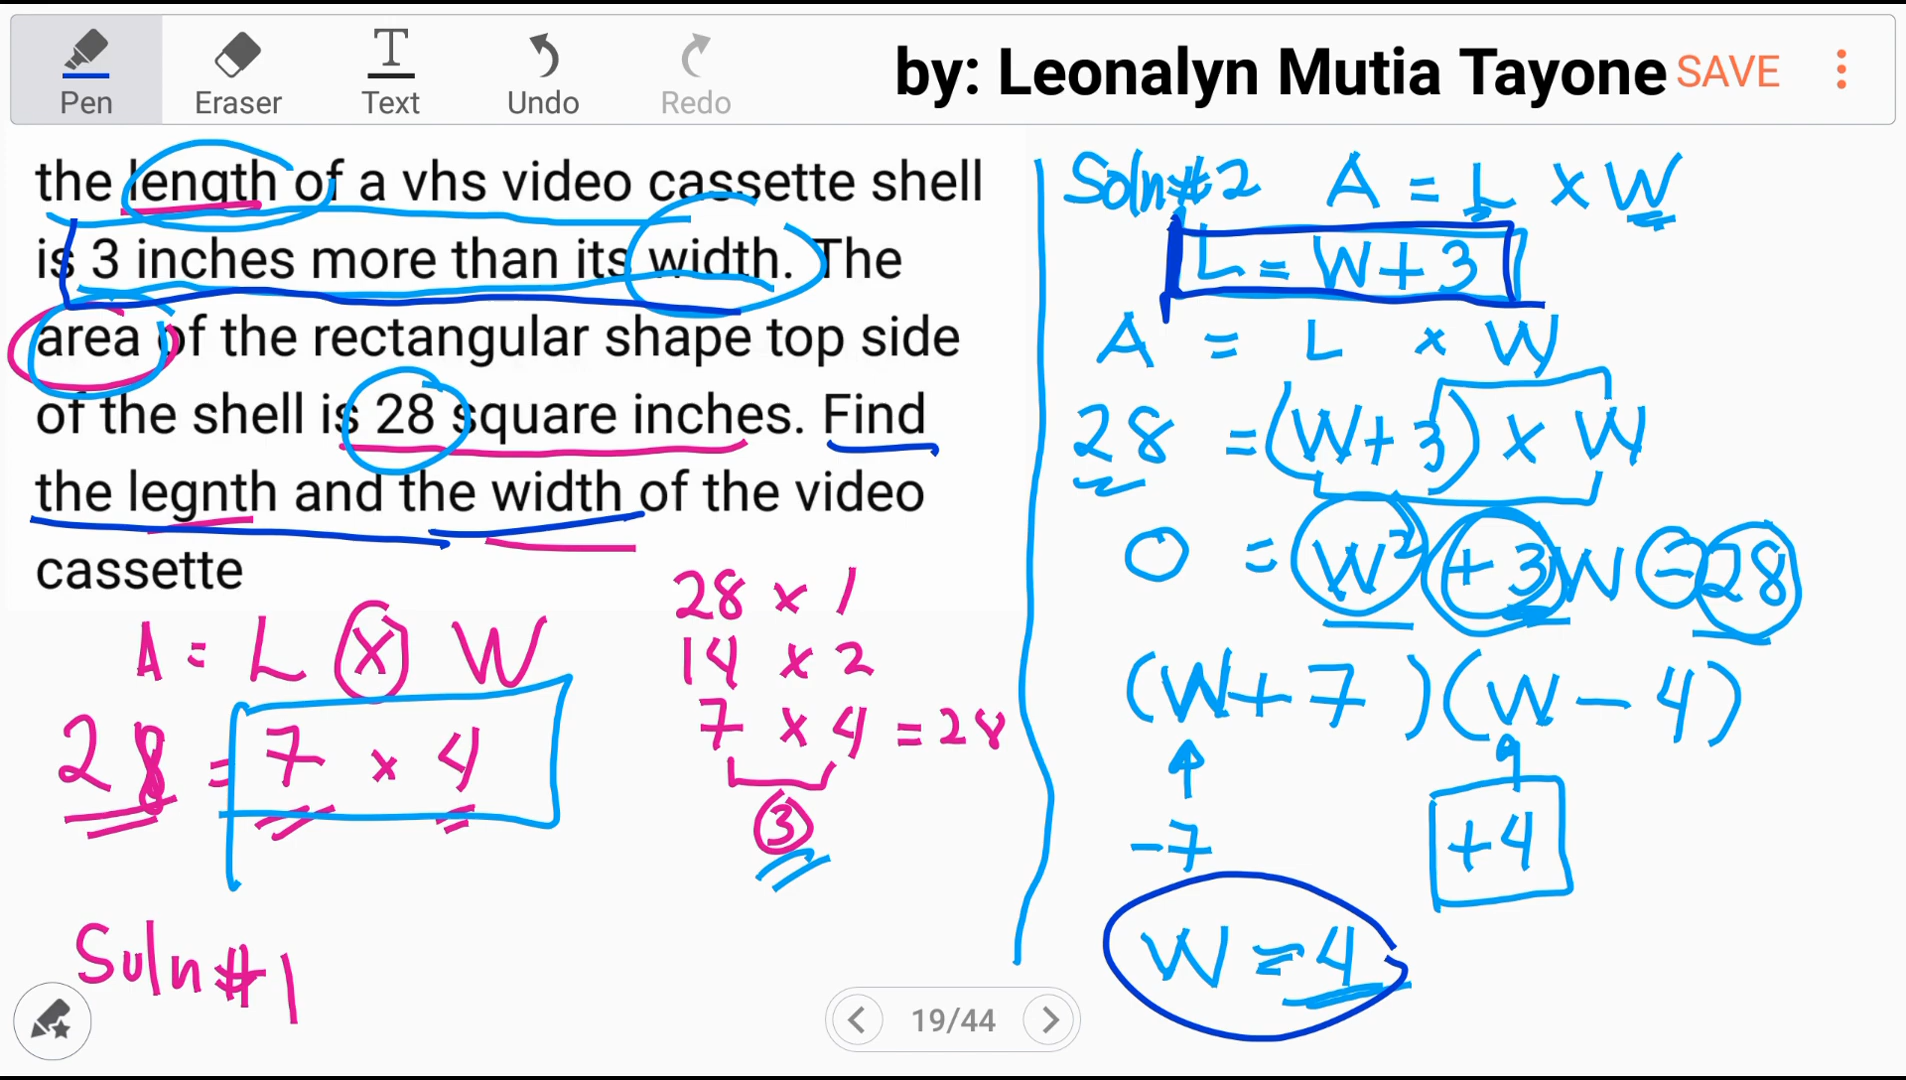 Pen
Eraser
Text
Undo
Redo
by: Leonalyn Mutia Tayone
SAVE
the length of a vhs video cassette shell
is 3 inches more than its width. The
area of the rectangular shape top side
of the shell is 28 square inches. Find
the legnth and the width of the video
cassette
A = L × W
28 = 7 × 4
Soln #1
28 × 1
14 × 2
7 × 4 = 28
3
Soln #2 A = L × W
L = W + 3
A = L × W
28 = (W + 3) × W
0 = W² + 3W - 28
(W + 7)(W - 4)
-7 +4
W = 4
19/44